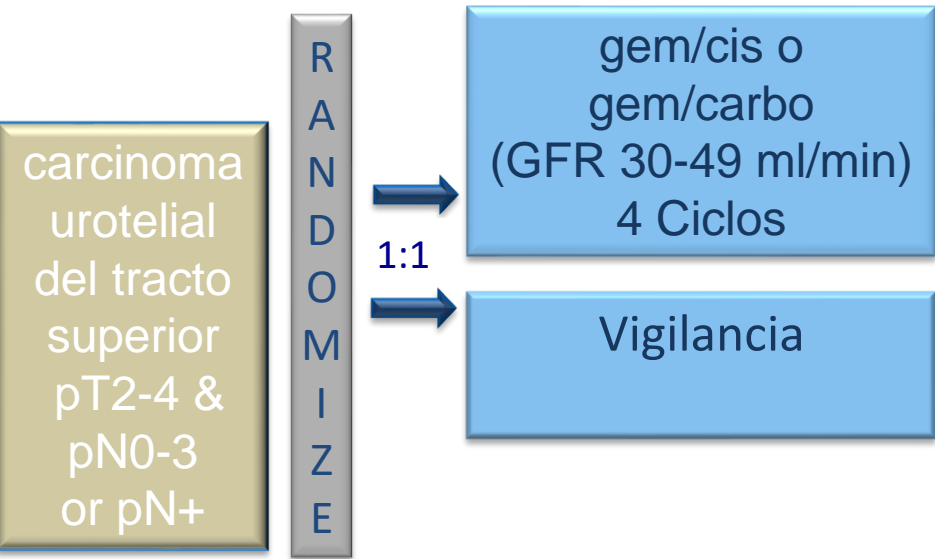 carcinoma
urotelial
del tracto
superior
pT2-4 &
pN0-3
or pN+
R
A
N
D
O
M
I
Z
E
1:1
gem/cis o
gem/carbo
(GFR 30-49 ml/min)
4 Ciclos
Vigilancia